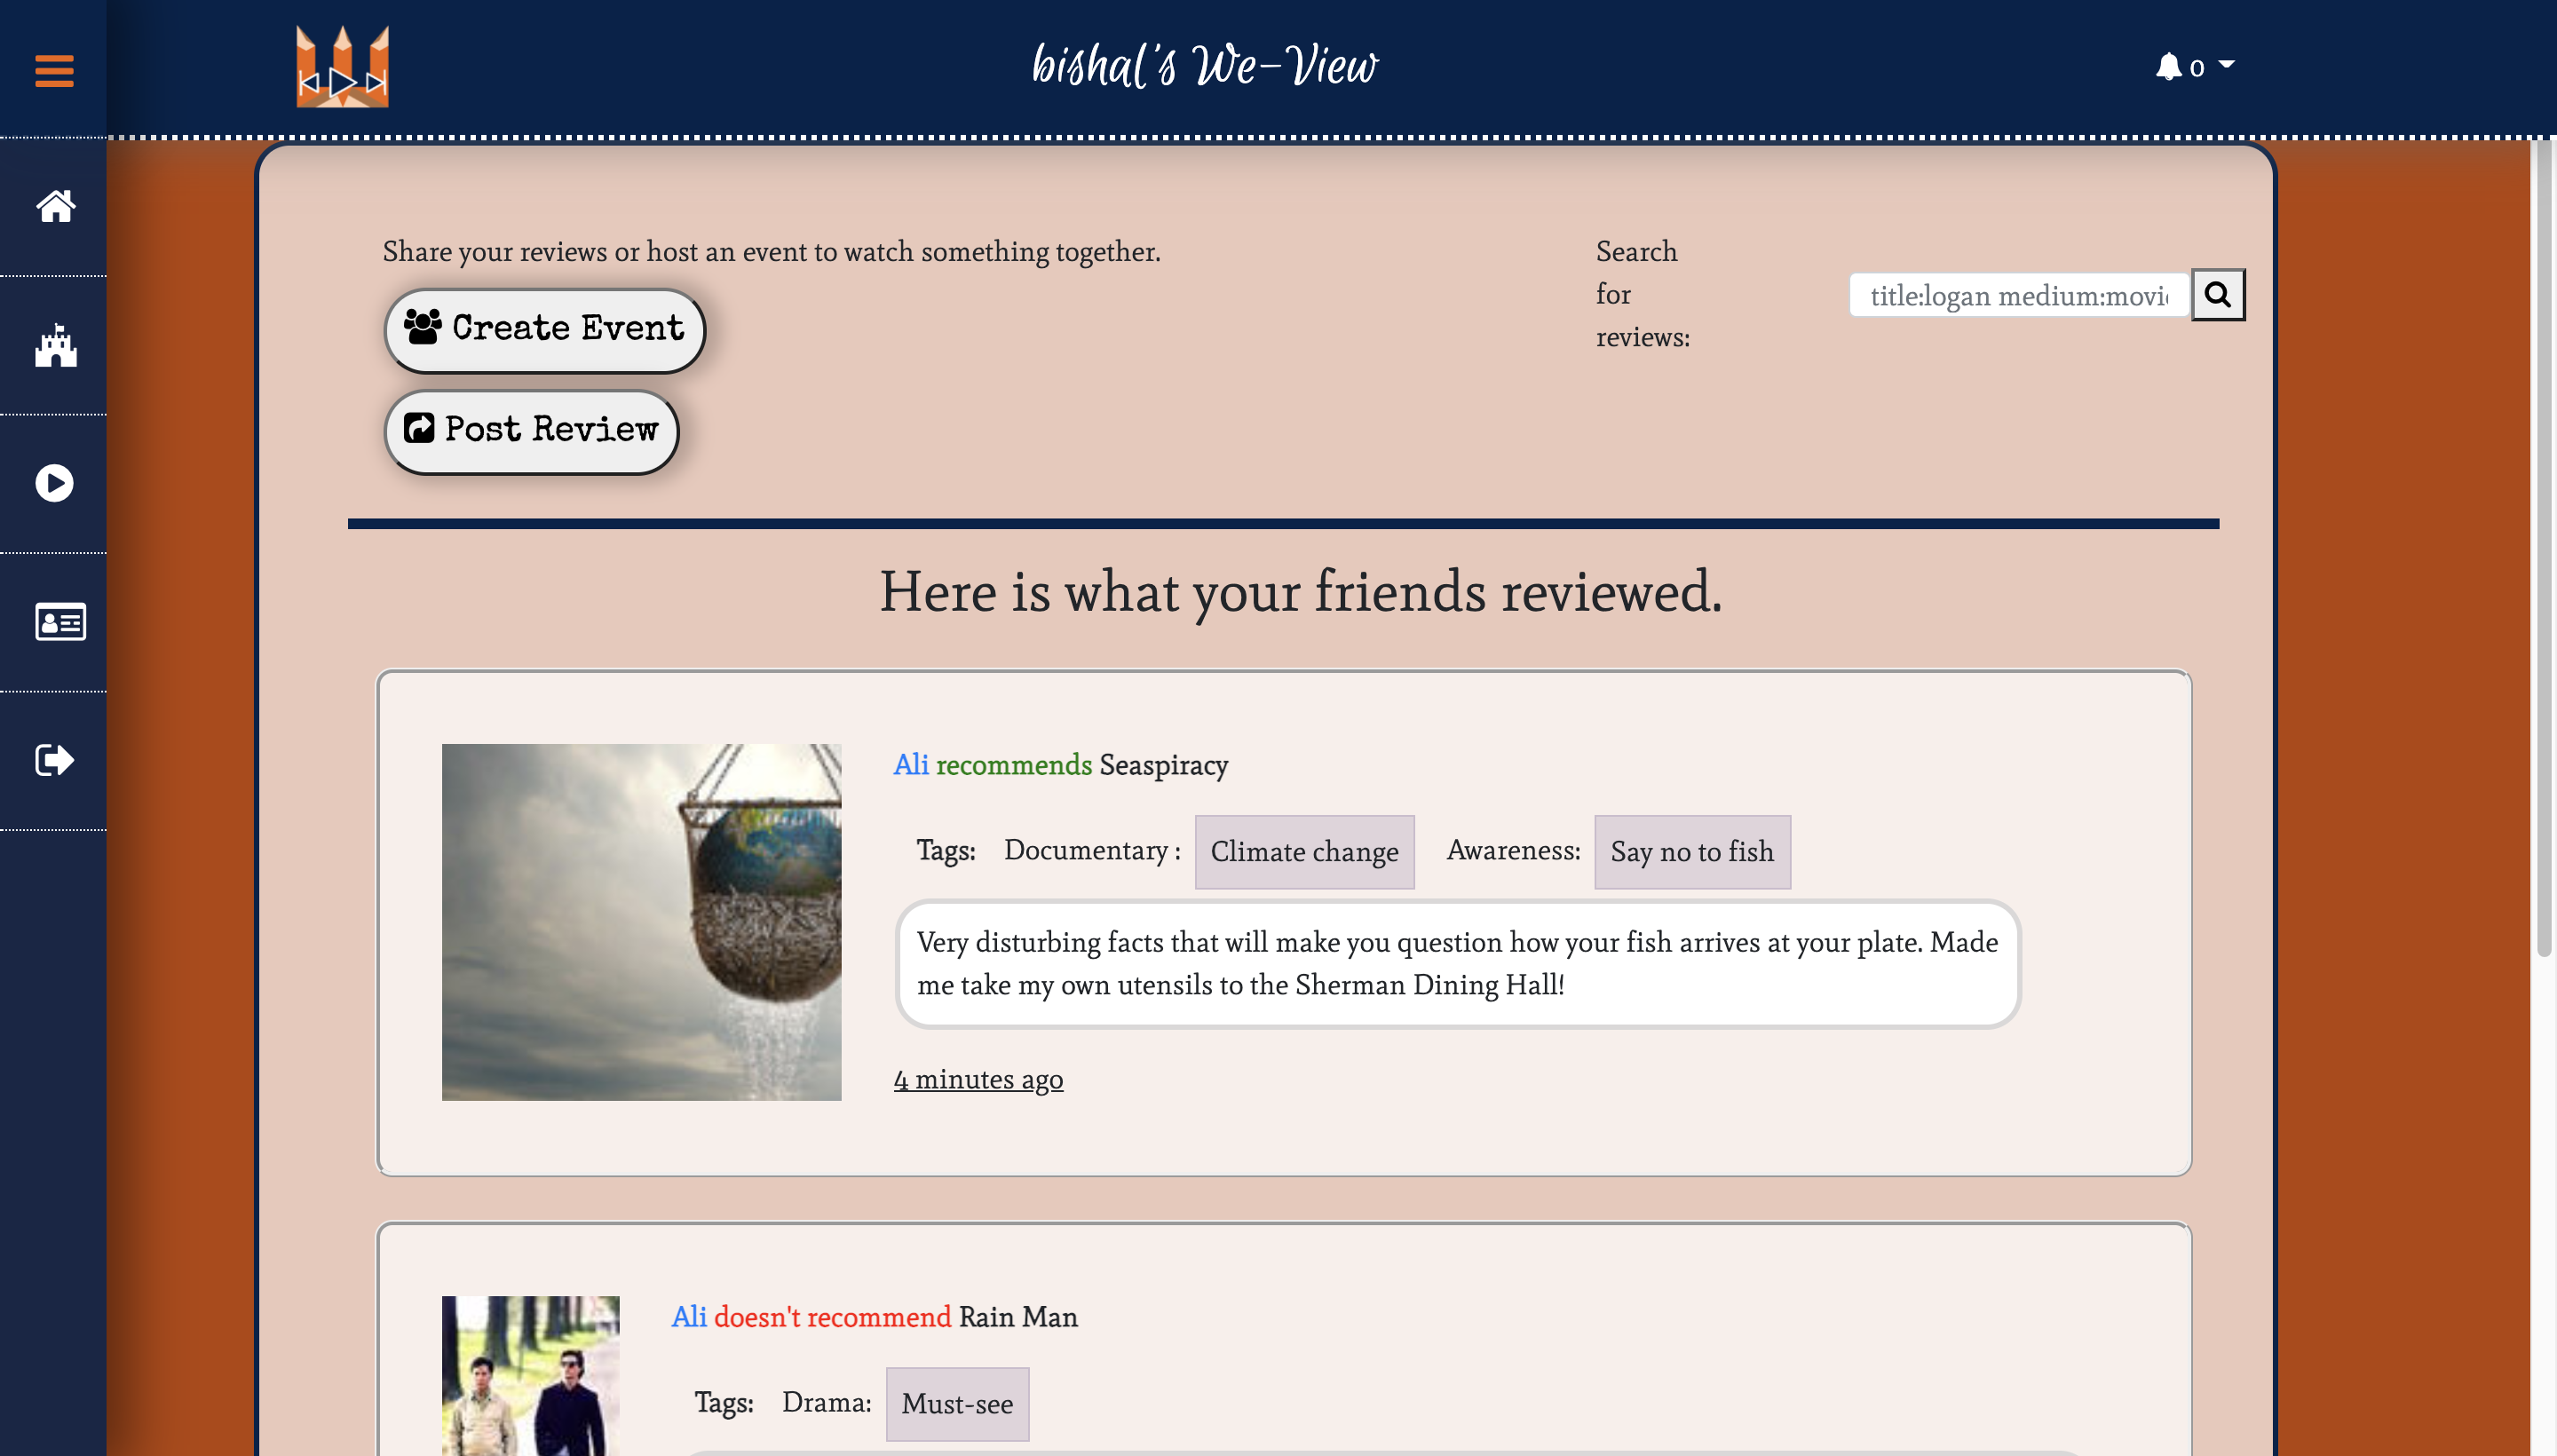 bishal's We-View
0
Share your reviews or host an event to watch something together.
Create Event
Post Review
Search
for
reviews:
title:logan medium:movi
Here is what your friends reviewed.
Ali recommends Seaspiracy
Tags: Documentary : Climate change Awareness: Say no to fish
Very disturbing facts that will make you question how your fish arrives at your plate. Made
me take my own utensils to the Sherman Dining Hall!
4 minutes ago
Ali doesn't recommend Rain Man
Tags: Drama: Must-see